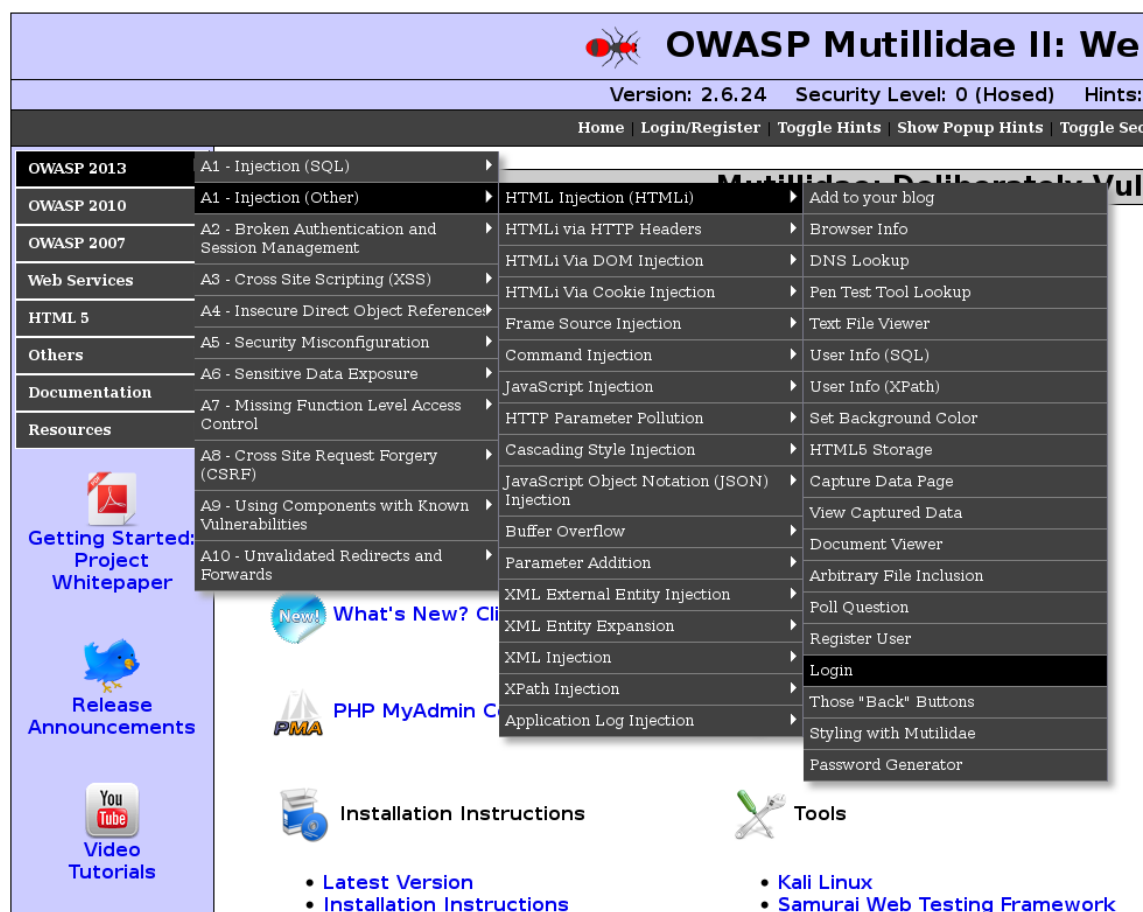 OWASP Mutillidae II: We
Version: 2.6.24 Security Level: 0 (Hosed) Hints:
Home Login/Register Toggle Hints Show Popup Hints Toggle Sec
OWASP 2013
OWASP 2010
OWASP 2007
Web Services
HTML 5
Others
Documentation
Resources
A1 - Injection (SQL)
A1 - Injection (Other)
A2 - Broken Authentication and
Session Management
A3 - Cross Site Scripting (XSS)
A4 - Insecure Direct Object References
A5 - Security Misconfiguration
A6 - Sensitive Data Exposure
A7 - Missing Function Level Access
Control
A8 - Cross Site Request Forgery
(CSRF)
A9 - Using Components with Known
Vulnerabilities
A10 - Unvalidated Redirects and
Forwards
HTML Injection (HTMLi)
HTMLi via HTTP Headers
HTMLi Via DOM Injection
HTMLi Via Cookie Injection
Frame Source Injection
Command Injection
JavaScript Injection
HTTP Parameter Pollution
Cascading Style Injection
JavaScript Object Notation (JSON)
Injection
Buffer Overflow
Parameter Addition
XML External Entity Injection
XML Entity Expansion
XML Injection
XPath Injection
Application Log Injection
Add to your blog
Browser Info
DNS Lookup
Pen Test Tool Lookup
Text File Viewer
User Info (SQL)
User Info (XPath)
Set Background Color
HTML5 Storage
Capture Data Page
View Captured Data
Document Viewer
Arbitrary File Inclusion
Poll Question
Register User
Login
Those "Back" Buttons
Styling with Mutilidae
Password Generator
Mutillidae: Deliberately Vul
PDF
Getting Started:
Project
Whitepaper
Release
Announcements
You
Tube
Video
Tutorials
New!
What's New? Cli
PMA
PHP MyAdmin C
Installation Instructions
• Latest Version
• Installation Instructions
Tools
• Kali Linux
• Samurai Web Testing Framework